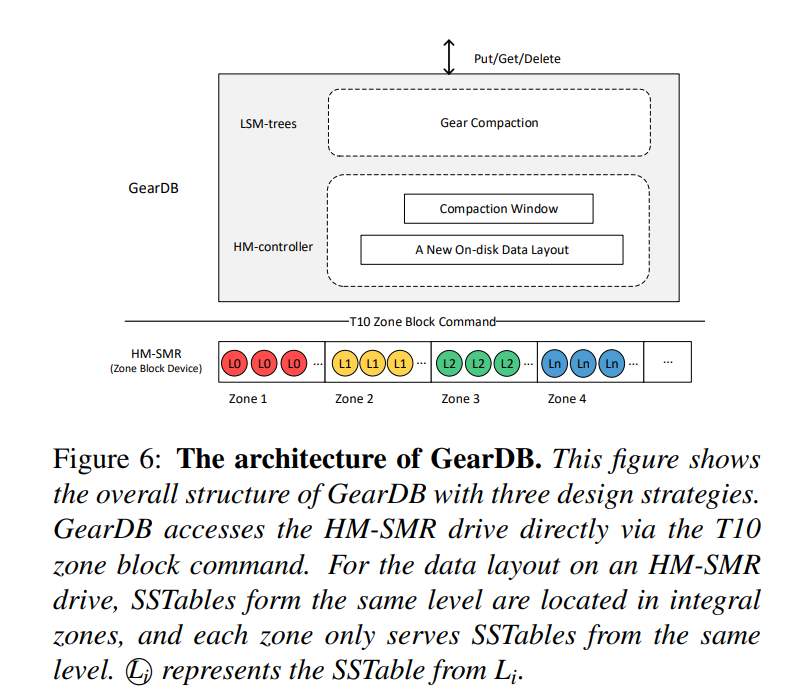 Put/Get/Delete
LSM-trees
Gear Compaction
GearDB
Compaction Window
HM-controller
A New On-disk Data Layout
T10 Zone Block Command
HM-SMR
(Zone Block Device)
L0 L0 L0 ... L1 L1 L1 ... L2 L2 L2 ... Ln Ln Ln ... ...
Zone 1 Zone 2 Zone 3 Zone 4
Figure 6: The architecture of GearDB. This figure shows
the overall structure of GearDB with three design strategies.
GearDB accesses the HM-SMR drive directly via the T10
zone block command. For the data layout on an HM-SMR
drive, SSTables form the same level are located in integral
zones, and each zone only serves SSTables from the same
level. Li represents the SSTable from Li.